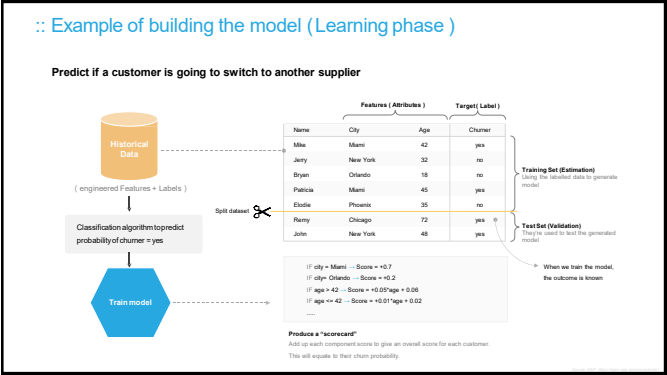 :: Example of building the model ( Learning phase )
Predict if a customer is going to switch to another supplier
Features ( Attributes ) Target ( Label )
Name City Age Churner
Mike Miami 42 yes
Jerry New York 32 no
Bryan Orlando 18 no
Patricia Miami 45 yes
Elodie Phoenix 35 no
Remy Chicago 72 yes
John New York 48 yes
Historical
Data
( engineered Features + Labels )
Classification algorithm to predict
probability of churner = yes
Train model
Split dataset
Training Set (Estimation)
Using the labelled data to generate
model
Test Set (Validation)
They're used to test the generated
model
When we train the model,
the outcome is known
IF city = Miami → Score = +0.7
IF city= Orlando → Score = +0.2
IF age > 42 → Score = +0.05*age + 0.06
IF age <= 42 → Score = +0.01*age + 0.02
.....
Produce a "scorecard"
Add up each component score to give an overall score for each customer.
This will equate to their churn probability.